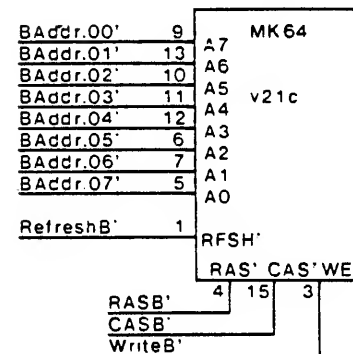 BAddr.00' 9 A7 MK64
BAddr.01' 13 A6
BAddr.02' 10 A5 v21c
BAddr.03' 11 A4
BAddr.04' 12 A3
BAddr.05' 6 A2
BAddr.06' 7 A1
BAddr.07' 5 A0
RefreshB' 1 RFSH'
RAS' CAS' WE
RASB' 4 15 3
CASB'
WriteB'